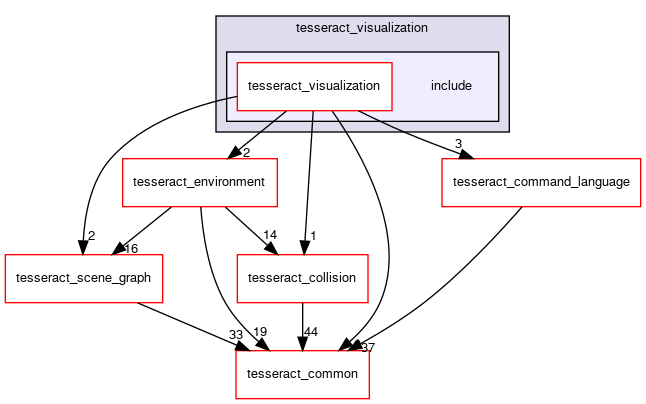 tesseract_visualization
tesseract_visualization
include
2
3
tesseract_environment
tesseract_command_language
2
16
14
1
tesseract_scene_graph
tesseract_collision
33
19
44
37
tesseract_common